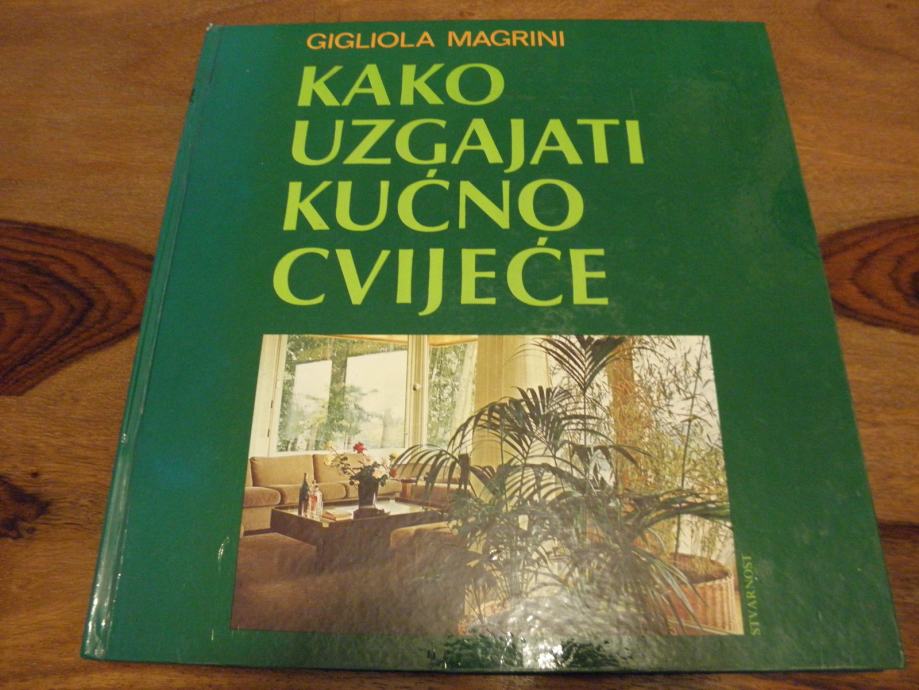 GIGLIOLA MAGRINI
KAKO
UZGAJATI
KUĆNO
CVIJEĆE
STVARNOST